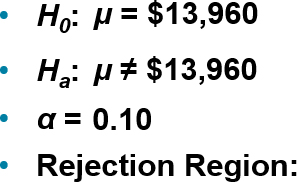 • H₀: μ = $13,960
• Hₐ: μ ≠ $13,960
• α = 0.10
• Rejection Region: